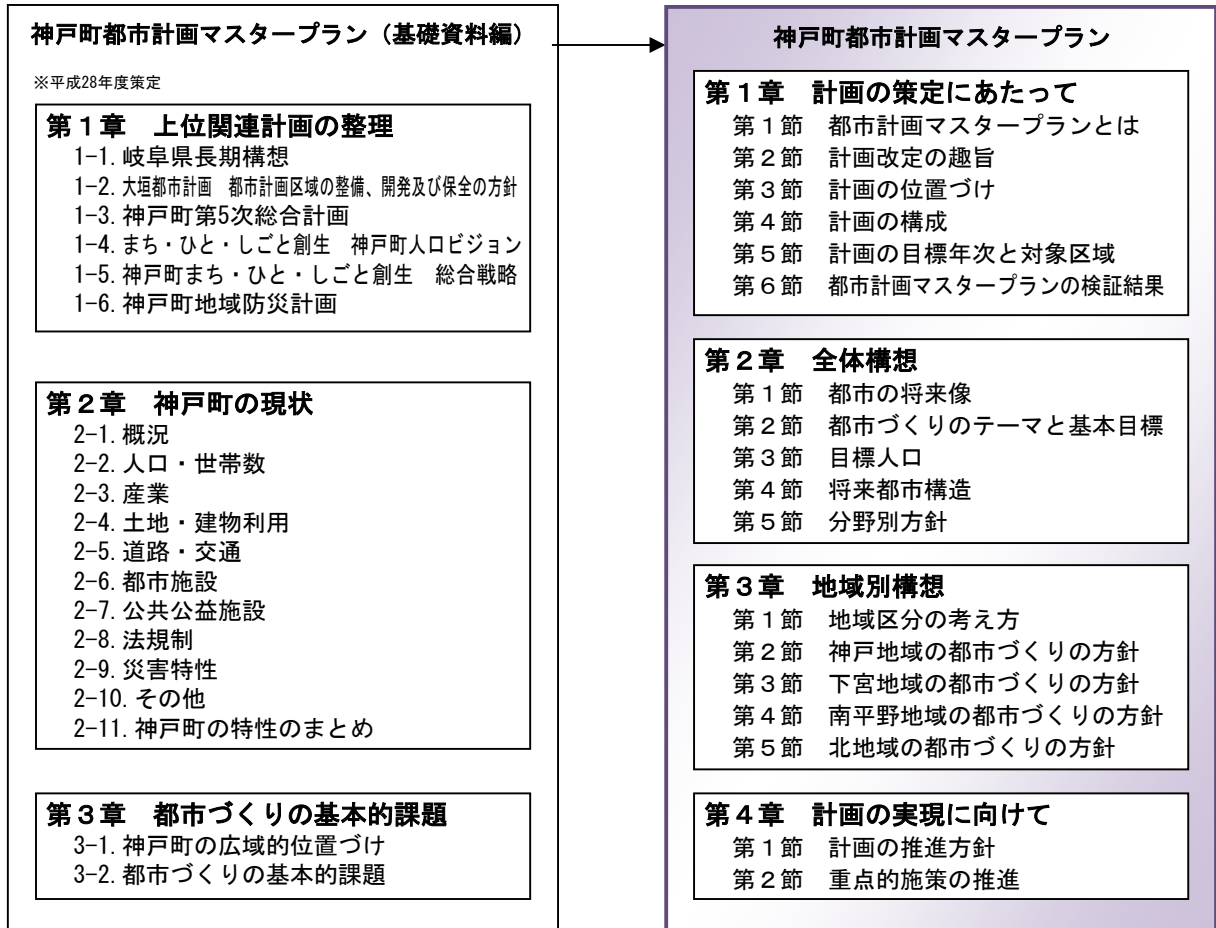 神戸町都市計画マスタープラン（基礎資料編）
※平成28年度策定
第１章　上位関連計画の整理
1-1.岐阜県長期構想
1-2.大垣都市計画　都市計画区域の整備、開発及び保全の方針
1-3.神戸町第5次総合計画
1-4.まち・ひと・しごと創生　神戸町人口ビジョン
1-5.神戸町まち・ひと・しごと創生　総合戦略
1-6.神戸町地域防災計画
第２章　神戸町の現状
2-1.概況
2-2.人口・世帯数
2-3.産業
2-4.土地・建物利用
2-5.道路・交通
2-6.都市施設
2-7.公共公益施設
2-8.法規制
2-9.災害特性
2-10.その他
2-11.神戸町の特性のまとめ
第３章　都市づくりの基本的課題
3-1.神戸町の広域的位置づけ
3-2.都市づくりの基本的課題
神戸町都市計画マスタープラン
第１章　計画の策定にあたって
第１節　都市計画マスタープランとは
第２節　計画改定の趣旨
第３節　計画の位置づけ
第４節　計画の構成
第５節　計画の目標年次と対象区域
第６節　都市計画マスタープランの検証結果
第２章　全体構想
第１節　都市の将来像
第２節　都市づくりのテーマと基本目標
第３節　目標人口
第４節　将来都市構造
第５節　分野別方針
第３章　地域別構想
第１節　地域区分の考え方
第２節　神戸地域の都市づくりの方針
第３節　下宮地域の都市づくりの方針
第４節　南平野地域の都市づくりの方針
第５節　北地域の都市づくりの方針
第４章　計画の実現に向けて
第１節　計画の推進方針
第２節　重点的施策の推進